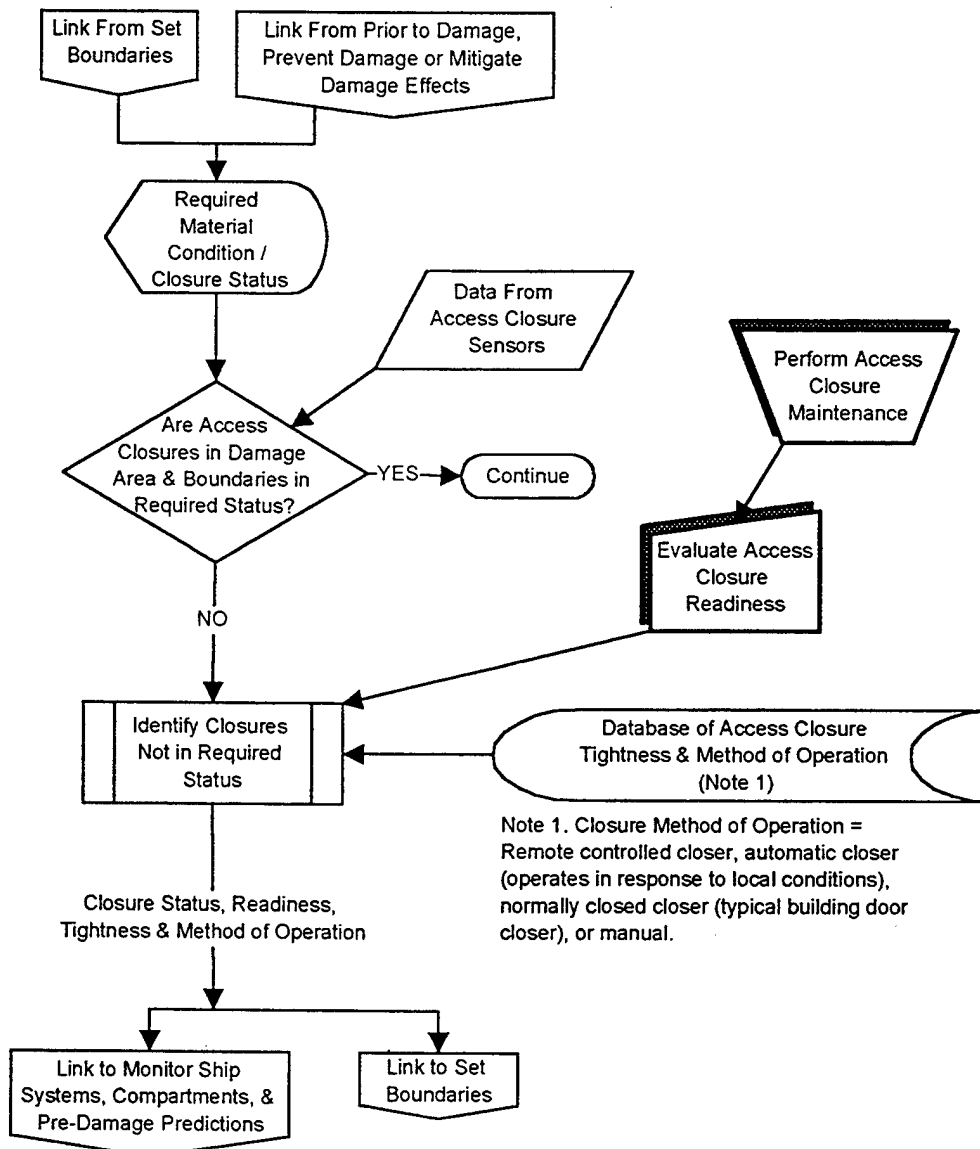 Link From Set
Boundaries
Link From Prior to Damage,
Prevent Damage or Mitigate
Damage Effects
Required
Material
Condition /
Closure Status
Data From
Access Closure
Sensors
Perform Access
Closure
Maintenance
Are Access
Closures in Damage
Area & Boundaries in
Required Status?
YES
Continue
Evaluate Access
Closure
Readiness
NO
Identify Closures
Not in Required
Status
Database of Access Closure
Tightness & Method of Operation
(Note 1)
Note 1. Closure Method of Operation =
Remote controlled closer, automatic closer
(operates in response to local conditions),
normally closed closer (typical building door
closer), or manual.
Closure Status, Readiness,
Tightness & Method of Operation
Link to Monitor Ship
Systems, Compartments, &
Pre-Damage Predictions
Link to Set
Boundaries